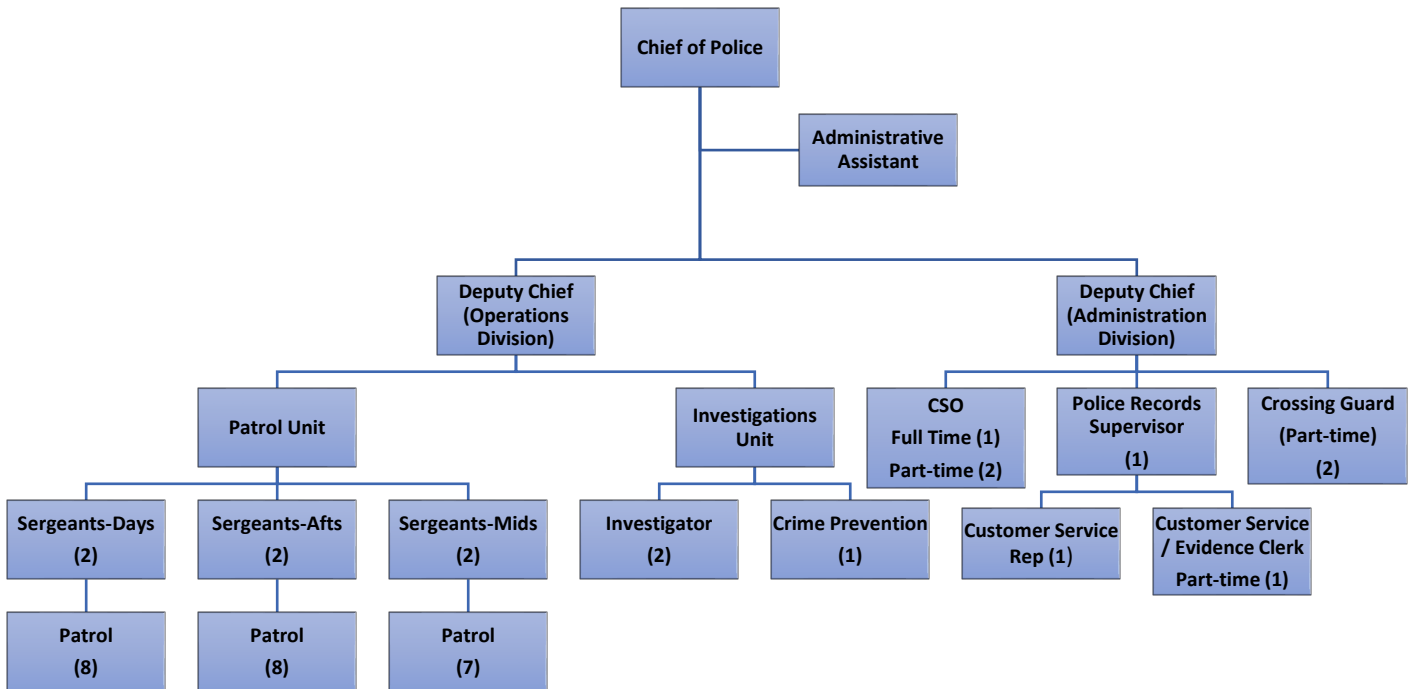 Chief of Police
Administrative
Assistant
Deputy Chief
(Operations
Division)
Deputy Chief
(Administration
Division)
Patrol Unit
Investigations
Unit
CSO
Full Time (1)
Part-time (2)
Police Records
Supervisor
(1)
Crossing Guard
(Part-time)
(2)
Sergeants-Days
(2)
Sergeants-Afts
(2)
Sergeants-Mids
(2)
Investigator
(2)
Crime Prevention
(1)
Customer Service
Rep (1)
Customer Service
/ Evidence Clerk
Part-time (1)
Patrol
(8)
Patrol
(8)
Patrol
(7)